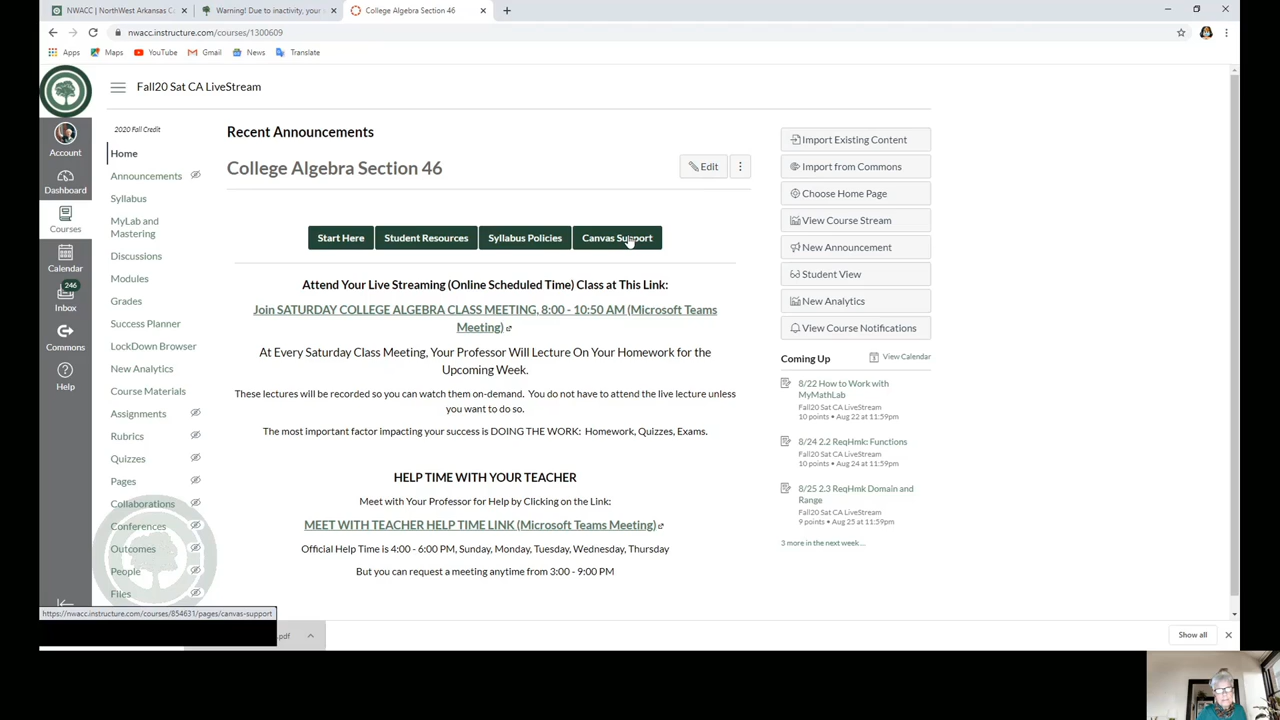 NWACC | NorthWest Arkansas C
Warning! Due to inactivity, your s
College Algebra Section 46
nwacc.instructure.com/courses/1300609
Apps
Maps
YouTube
Gmail
News
Translate
Fall20 Sat CA LiveStream
Account
Dashboard
Courses
Calendar
246
Inbox
Commons
Help
2020 Fall Credit
Home
Announcements
Syllabus
MyLab and
Mastering
Discussions
Modules
Grades
Success Planner
LockDown Browser
New Analytics
Course Materials
Assignments
Rubrics
Quizzes
Pages
Collaborations
Conferences
Outcomes
People
Files
Recent Announcements
College Algebra Section 46
Edit
Start Here
Student Resources
Syllabus Policies
Canvas Support
Attend Your Live Streaming (Online Scheduled Time) Class at This Link:
Join SATURDAY COLLEGE ALGEBRA CLASS MEETING, 8:00 - 10:50 AM (Microsoft Teams
Meeting)
At Every Saturday Class Meeting, Your Professor Will Lecture On Your Homework for the
Upcoming Week.
These lectures will be recorded so you can watch them on-demand. You do not have to attend the live lecture unless
you want to do so.
The most important factor impacting your success is DOING THE WORK: Homework, Quizzes, Exams.
HELP TIME WITH YOUR TEACHER
Meet with Your Professor for Help by Clicking on the Link:
MEET WITH TEACHER HELP TIME LINK (Microsoft Teams Meeting)
Official Help Time is 4:00 - 6:00 PM, Sunday, Monday, Tuesday, Wednesday, Thursday
But you can request a meeting anytime from 3:00 - 9:00 PM
Import Existing Content
Import from Commons
Choose Home Page
View Course Stream
New Announcement
Student View
New Analytics
View Course Notifications
Coming Up
View Calendar
8/22 How to Work with
MyMathLab
Fall20 Sat CA LiveStream
10 points • Aug 22 at 11:59pm
8/24 2.2 ReqHmk: Functions
Fall20 Sat CA LiveStream
10 points • Aug 24 at 11:59pm
8/25 2.3 ReqHmk Domain and
Range
Fall20 Sat CA LiveStream
9 points • Aug 25 at 11:59pm
3 more in the next week...
https://nwacc.instructure.com/courses/854631/pages/canvas-support
.pdf
Show all